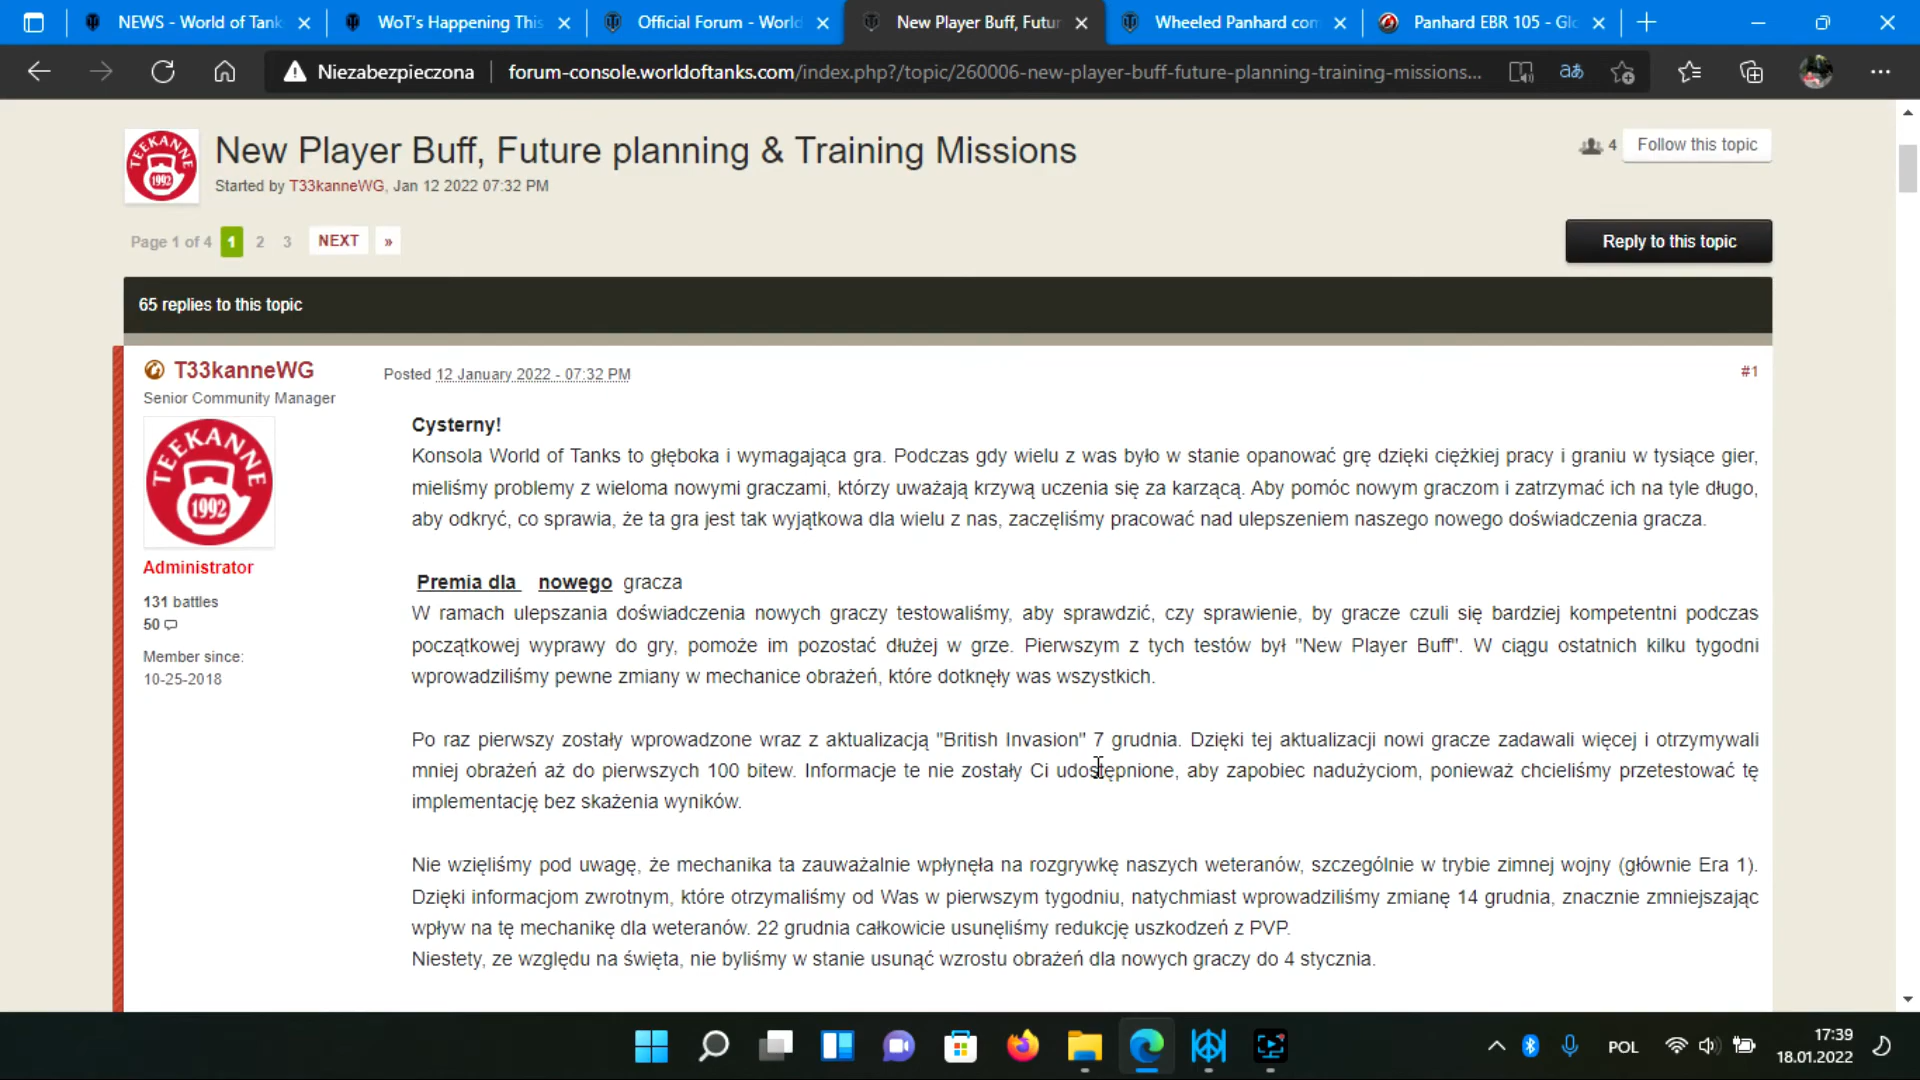 NEWS - World of Tank
WoT's Happening This
Official Forum - World
New Player Buff, Futur
Wheeled Panhard com
Panhard EBR 105 - Glo
Niezabezpieczona
forum-console.worldoftanks.com/index.php?/topic/260006-new-player-buff-future-planning-training-missions...
aあ
TEEKANNE
1992
New Player Buff, Future planning & Training Missions
Started by T33kanneWG, Jan 12 2022 07:32 PM
4
Follow this topic
Page 1 of 4 1 2 3 NEXT »
Reply to this topic
65 replies to this topic
T33kanneWG
Senior Community Manager
TEEKANNE
1992
Administrator
131 battles
50
Member since:
10-25-2018
Posted 12 January 2022 - 07:32 PM
#1
Cysterny!
Konsola World of Tanks to głęboka i wymagająca gra. Podczas gdy wielu z was było w stanie opanować grę dzięki ciężkiej pracy i graniu w tysiące gier,
mieliśmy problemy z wieloma nowymi graczami, którzy uważają krzywą uczenia się za karzącą. Aby pomóc nowym graczom i zatrzymać ich na tyle długo,
aby odkryć, co sprawia, że ta gra jest tak wyjątkowa dla wielu z nas, zaczęliśmy pracować nad ulepszeniem naszego nowego doświadczenia gracza.
Premia dla nowego gracza
W ramach ulepszania doświadczenia nowych graczy testowaliśmy, aby sprawdzić, czy sprawienie, by gracze czuli się bardziej kompetentni podczas
początkowej wyprawy do gry, pomoże im pozostać dłużej w grze. Pierwszym z tych testów był "New Player Buff". W ciągu ostatnich kilku tygodni
wprowadziliśmy pewne zmiany w mechanice obrażeń, które dotknęły was wszystkich.
Po raz pierwszy zostały wprowadzone wraz z aktualizacją "British Invasion" 7 grudnia. Dzięki tej aktualizacji nowi gracze zadawali więcej i otrzymywali
mniej obrażeń aż do pierwszych 100 bitew. Informacje te nie zostały Ci udostępnione, aby zapobiec nadużyciom, ponieważ chcieliśmy przetestować tę
implementację bez skażenia wyników.
Nie wzięliśmy pod uwagę, że mechanika ta zauważalnie wpłynęła na rozgrywkę naszych weteranów, szczególnie w trybie zimnej wojny (głównie Era 1).
Dzięki informacjom zwrotnym, które otrzymaliśmy od Was w pierwszym tygodniu, natychmiast wprowadziliśmy zmianę 14 grudnia, znacznie zmniejszając
wpływ na tę mechanikę dla weteranów. 22 grudnia całkowicie usunęliśmy redukcję uszkodzeń z PVP.
Niestety, ze względu na święta, nie byliśmy w stanie usunąć wzrostu obrażeń dla nowych graczy do 4 stycznia.
POL
17:39
18.01.2022